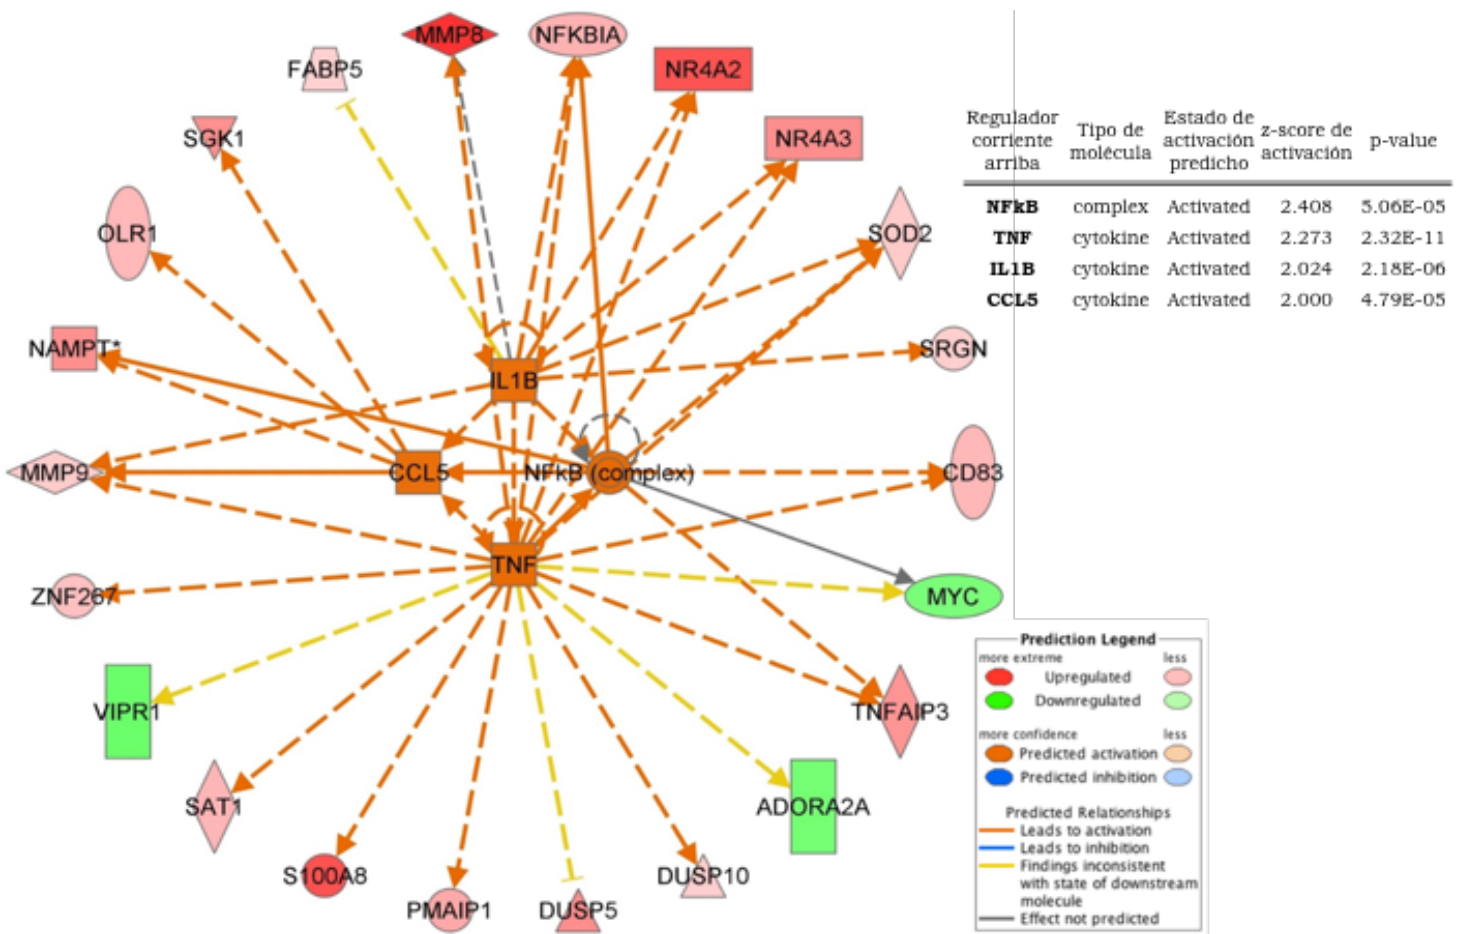 MMP8
NFKBIA
FABP5
NR4A2
SGK1
NR4A3
OLR1
SOD2
NAMPT*
IL1B
SRGN
MMP9
CCL5
NFkB (complex)
CD83
TNF
ZNF267
MYC
VIPR1
TNFAIP3
SAT1
ADORA2A
S100A8
DUSP10
PMAIP1
DUSP5
Regulador corriente arriba
Tipo de molécula
Estado de activación predicho
z-score de activación
p-value
NFkB complex Activated 2.408 5.06E-05
TNF cytokine Activated 2.273 2.32E-11
IL1B cytokine Activated 2.024 2.18E-06
CCL5 cytokine Activated 2.000 4.79E-05
Prediction Legend
more extreme less
Upregulated
Downregulated
more confidence less
Predicted activation
Predicted inhibition
Predicted Relationships
Leads to activation
Leads to inhibition
Findings inconsistent
with state of downstream
molecule
Effect not predicted